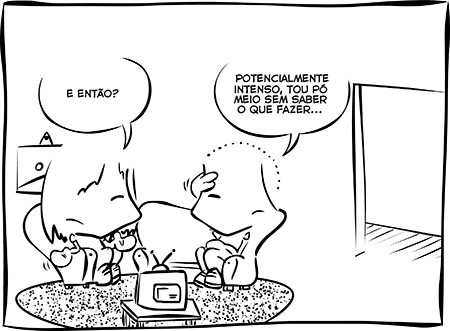 E ENTÃO?
POTENCIALMENTE
INTENSO, TOU PÓ
MEIO SEM SABER
O QUE FAZER...